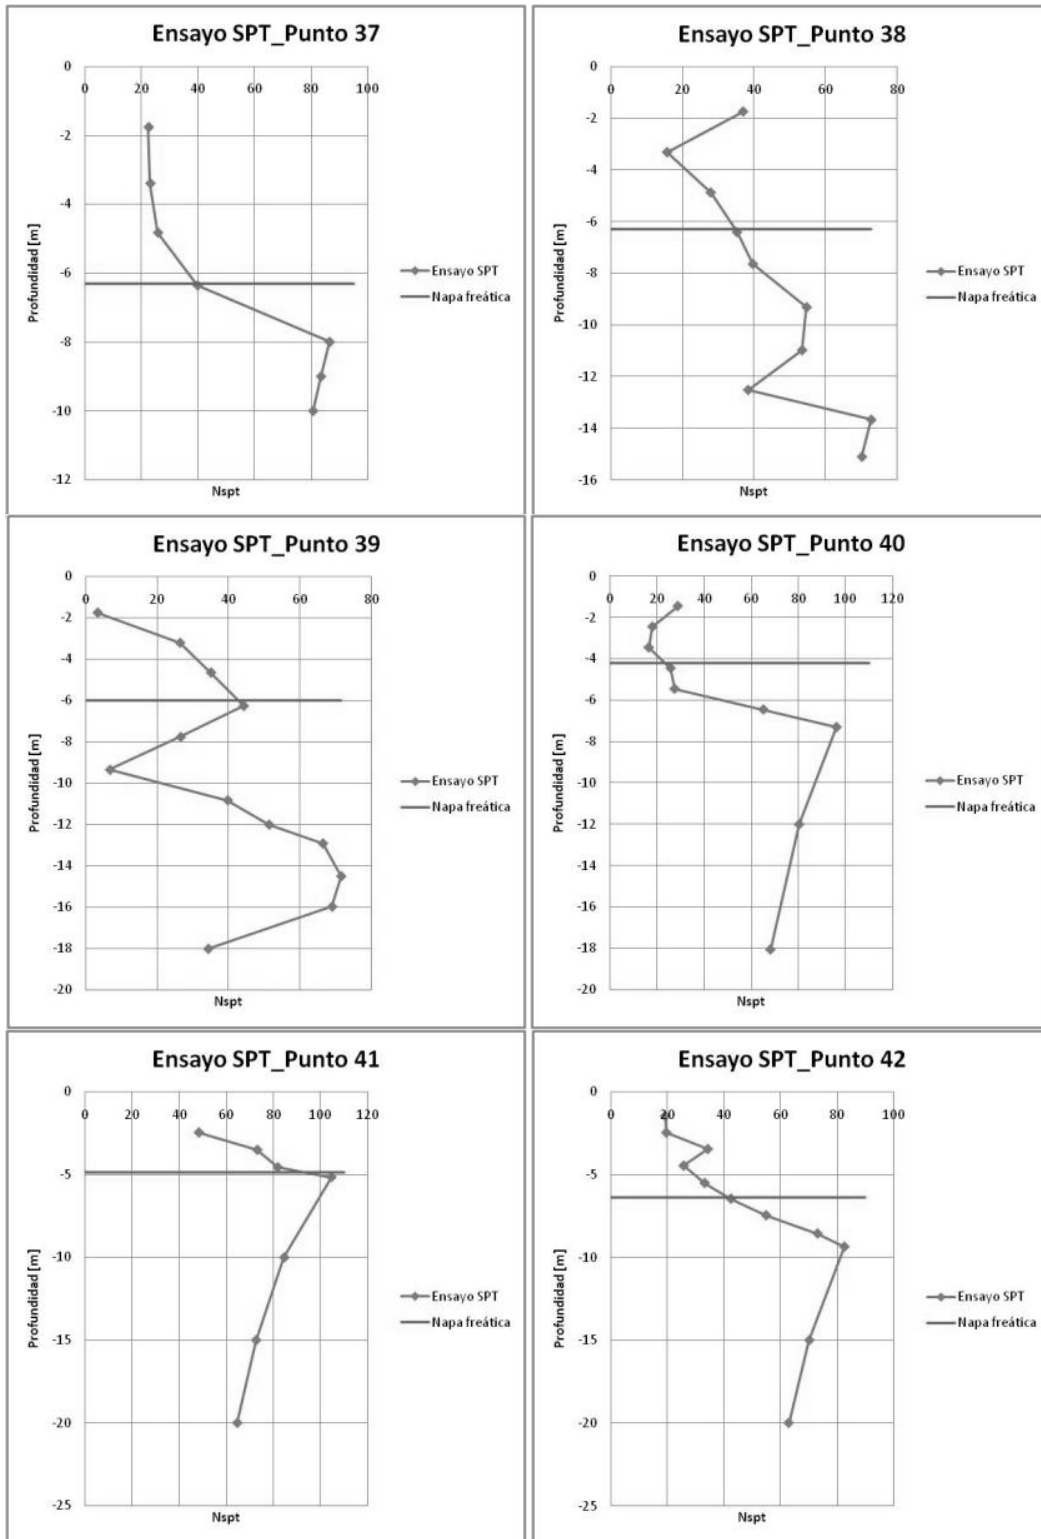 Ensayo SPT_Punto 37
0
0 20 40 60 80 100
-2
-4
-6
-8
-10
-12
Profundidad [m]
Nspt
Ensayo SPT
Napa freática
Ensayo SPT_Punto 38
0
0 20 40 60 80
-2
-4
-6
-8
-10
-12
-14
-16
Profundidad [m]
Nspt
Ensayo SPT
Napa freática
Ensayo SPT_Punto 39
0
0 20 40 60 80
-2
-4
-6
-8
-10
-12
-14
-16
-18
-20
Profundidad [m]
Nspt
Ensayo SPT
Napa freática
Ensayo SPT_Punto 40
0
0 20 40 60 80 100 120
-2
-4
-6
-8
-10
-12
-14
-16
-18
-20
Profundidad [m]
Nspt
Ensayo SPT
Napa freática
Ensayo SPT_Punto 41
0
0 20 40 60 80 100 120
-5
-10
-15
-20
-25
Profundidad [m]
Nspt
Ensayo SPT
Napa freática
Ensayo SPT_Punto 42
0
0 20 40 60 80 100
-5
-10
-15
-20
-25
Profundidad [m]
Nspt
Ensayo SPT
Napa freática